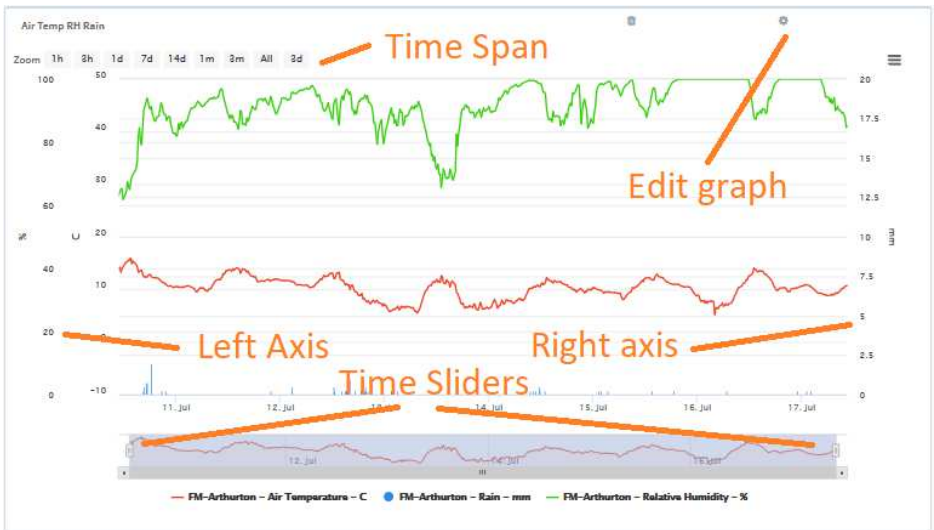 Air Temp RH Rain
Time Span
Zoom 1h 8h 1d 7d 14d 1m 3m All 3d
100 50 20
40 17.5
80 15
30 Edit graph
60 12.5
% C 20 10 mm
40 10 7.5
5
20 Left Axis Right axis
2.5
Time Sliders
0 -10 0
11. Jul 12. Jul 14. Jul 15. Jul 16. Jul 17. Jul
12. Jul 14. Jul 16. Jul
FM-Arthurton - Air Temperature - C FM-Arthurton - Rain - mm FM-Arthurton - Relative Humidity - %